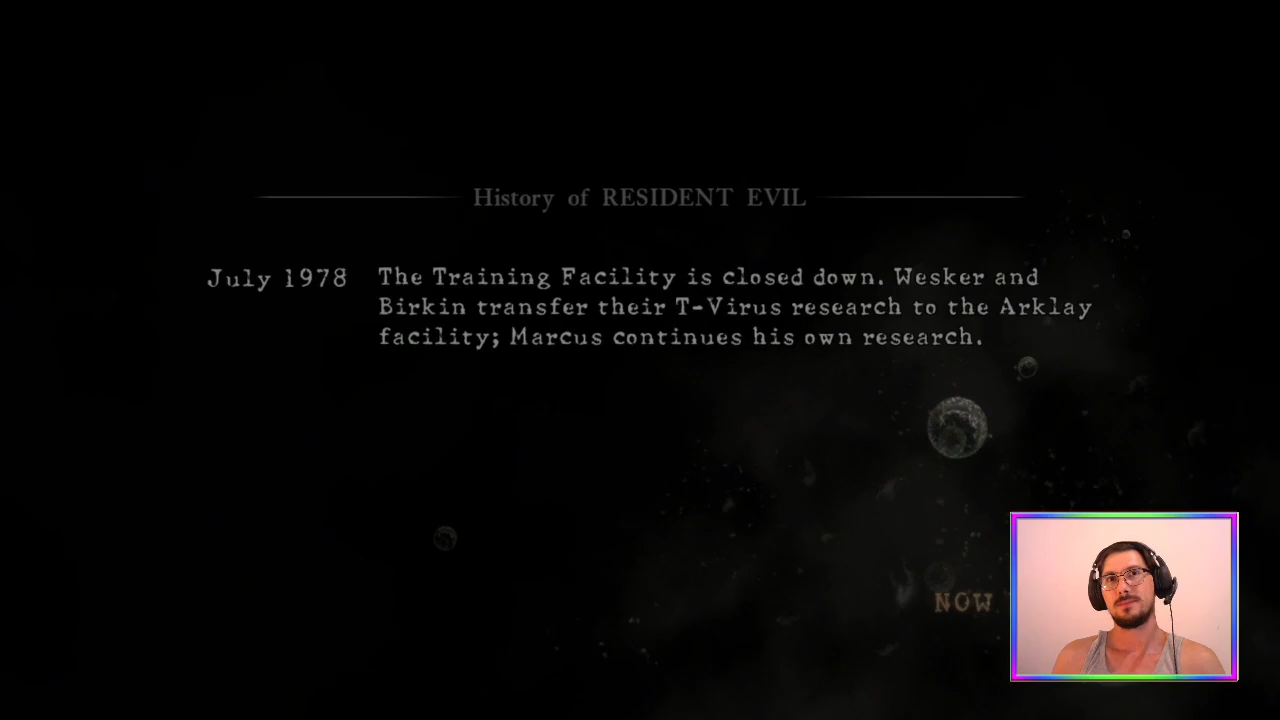 History of RESIDENT EVIL
July 1978 The Training Facility is closed down. Wesker and
Birkin transfer their T-Virus research to the Arklay
facility; Marcus continues his own research.
NOW